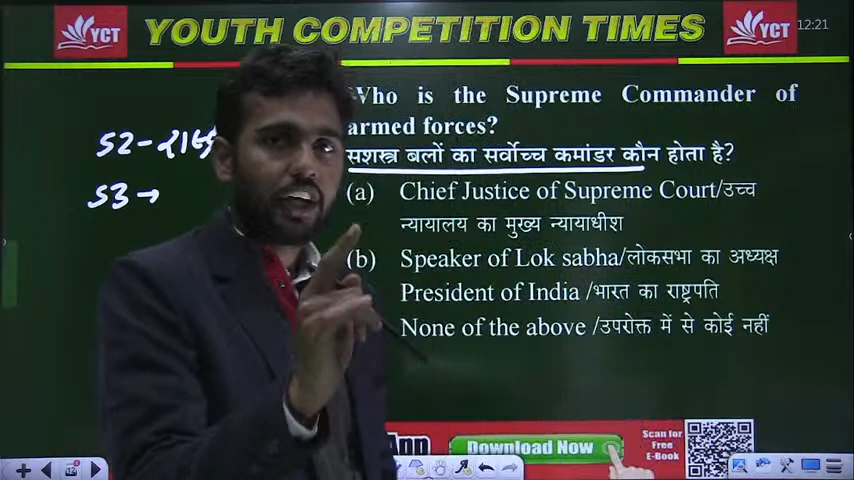 YCT
YOUTH COMPETITION TIMES
YCT
12:21
Who is the Supreme Commander of
armed forces?
सशस्त्र बलों का सर्वोच्च कमांडर कौन होता है?
(a) Chief Justice of Supreme Court/उच्च
न्यायालय का मुख्य न्यायाधीश
(b) Speaker of Lok sabha/लोकसभा का अध्यक्ष
President of India /भारत का राष्ट्रपति
None of the above /उपरोक्त में से कोई नहीं
52-
53→
Download Now
Scan for
Free
E-Book